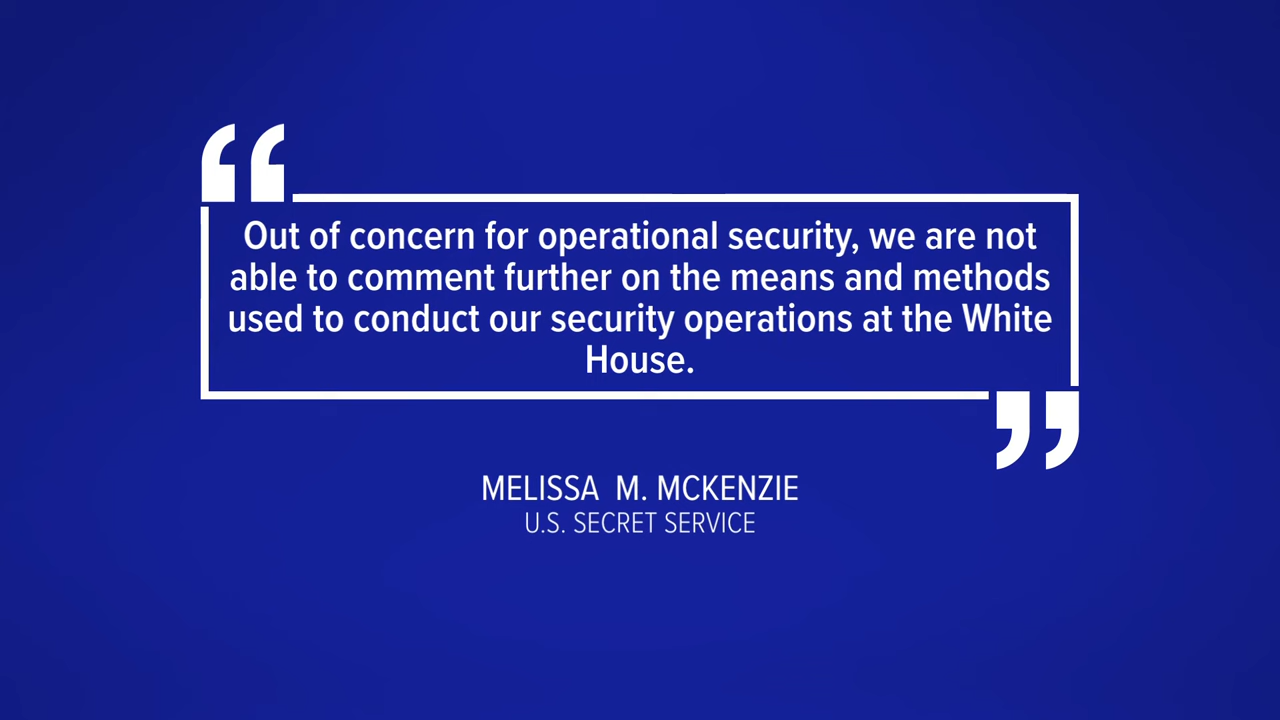 “
Out of concern for operational security, we are not
able to comment further on the means and methods
used to conduct our security operations at the White
House.
”
MELISSA  M. MCKENZIE
U.S. SECRET SERVICE